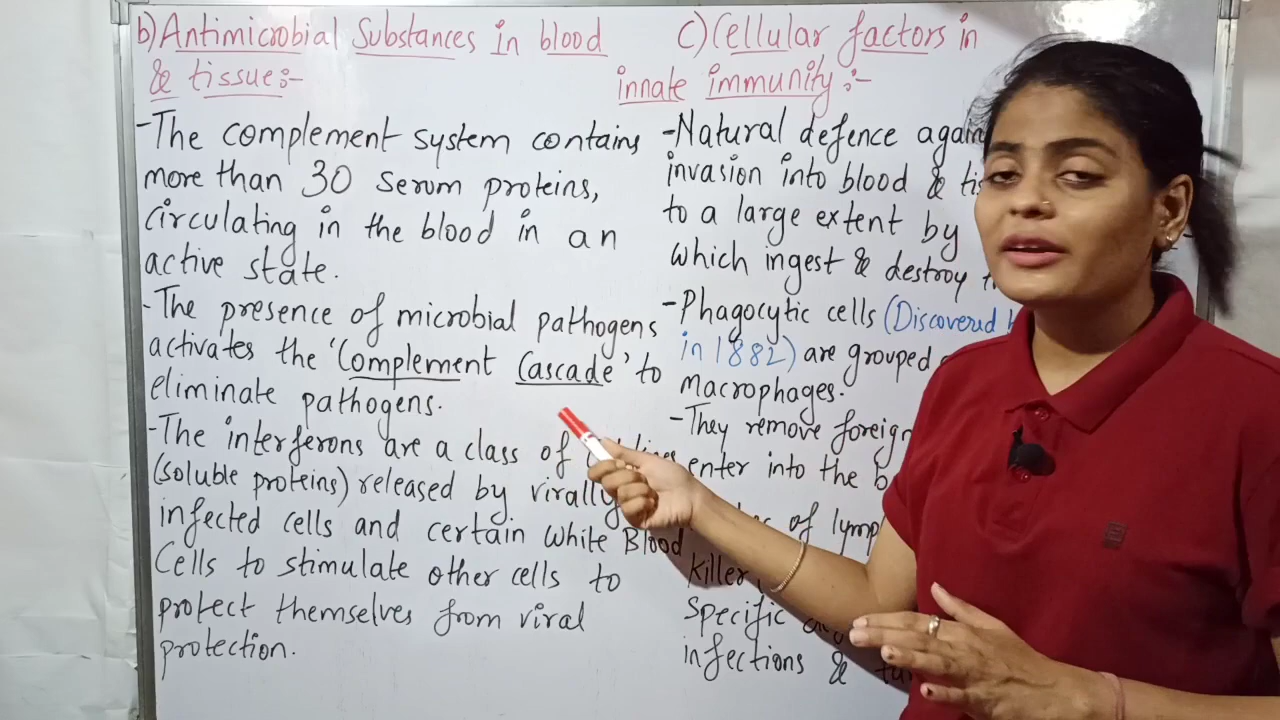 b) Antimicrobial Substances in blood
& tissue:-
- The complement system contains
more than 30 serum proteins,
circulating in the blood in an
active state.
- The presence of microbial pathogens
activates the 'Complement Cascade' to
eliminate pathogens.
- The interferons are a class of
(soluble proteins) released by virally
infected cells and certain White Blood
Cells to stimulate other cells to
protect themselves from viral
protection.
c) Cellular factors in
innate immunity:-
- Natural defence
invasion into blood &
to a large extent by
which ingest & destroy
- Phagocytic cells (Discovered
in 1882) are grouped
macrophages.
- They remove foreign
enter into the
of
killer
specific
infections &